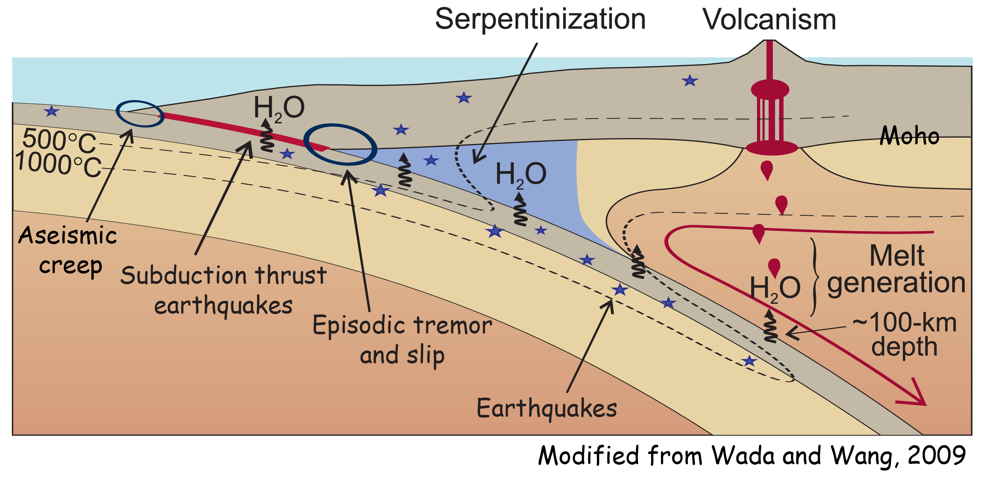 Serpentinization
Volcanism
H₂O
500°C
1000°C
Moho
H₂O
Aseismic
creep
Subduction thrust
earthquakes
Episodic tremor
and slip
Melt
generation
H₂O
~100-km
depth
Earthquakes
Modified from Wada and Wang, 2009